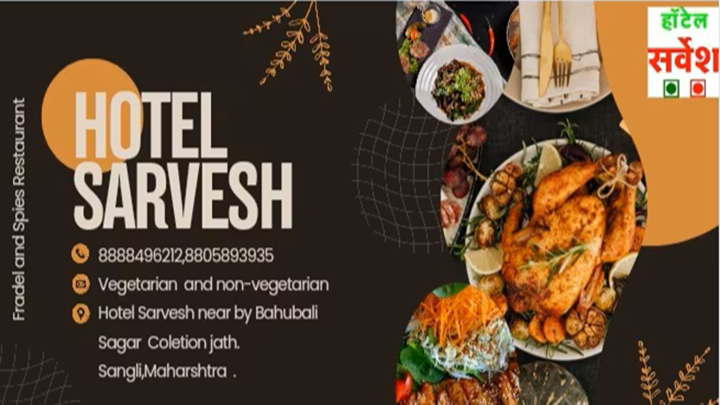 Fradel and Spies Restaurant
HOTEL
SARVESH
8888496212,8805893935
Vegetarian and non-vegetarian
Hotel Sarvesh near by Bahubali
Sagar Coletion jath.
Sangli,Maharshtra .
हॉटेल
सर्वेश